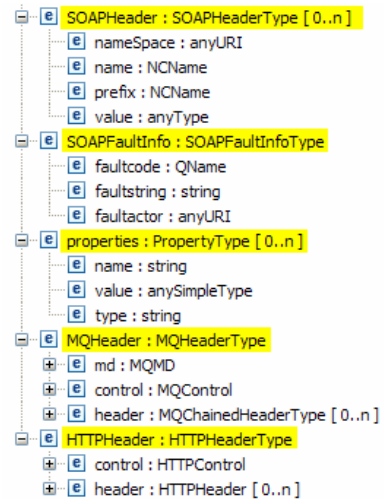 SOAPHeader : SOAPHeaderType [ 0..n ]
nameSpace : anyURI
name : NCName
prefix : NCName
value : anyType
SOAPFaultInfo : SOAPFaultInfoType
faultcode : QName
faultstring : string
faultactor : anyURI
properties : PropertyType [ 0..n ]
name : string
value : anySimpleType
type : string
MQHeader : MQHeaderType
md : MQMD
control : MQControl
header : MQChainedHeaderType [ 0..n ]
HTTPHeader : HTTPHeaderType
control : HTTPControl
header : HTTPHeader [ 0..n ]